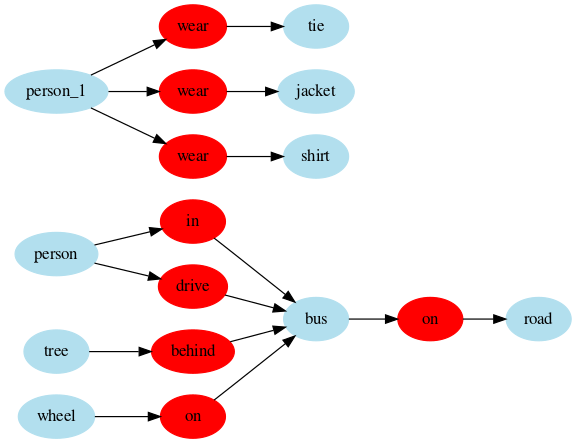 wear
tie
person_1
wear
jacket
wear
shirt
in
person
drive
bus
on
road
tree
behind
wheel
on